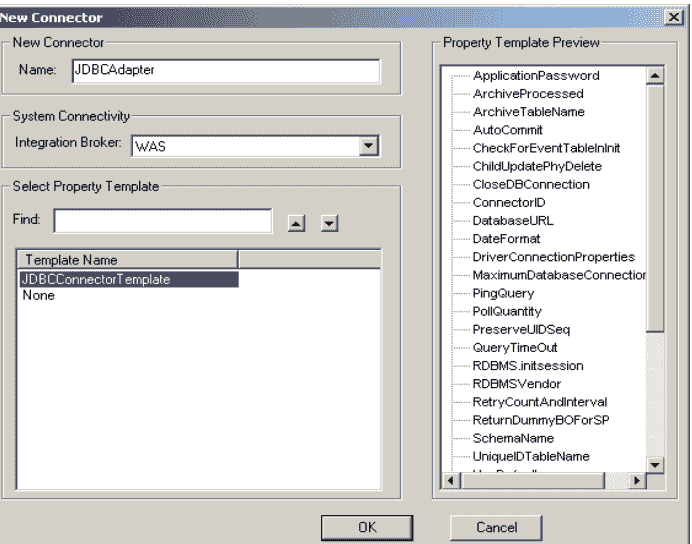 New Connector
New Connector
Name: JDBCAdapter
System Connectivity
Integration Broker: WAS
Select Property Template
Find:
Template Name
JDBCConnectorTemplate
None
Property Template Preview
ApplicationPassword
ArchiveProcessed
ArchiveTableName
AutoCommit
CheckForEventTableInInit
ChildUpdatePhyDelete
CloseDBConnection
ConnectorID
DatabaseURL
DateFormat
DriverConnectionProperties
MaximumDatabaseConnection
PingQuery
PollQuantity
PreserveUIDSeq
QueryTimeOut
RDBMS.initsession
RDBMSVendor
RetryCountAndInterval
ReturnDummyBOForSP
SchemaName
UniqueIDTableName
OK
Cancel